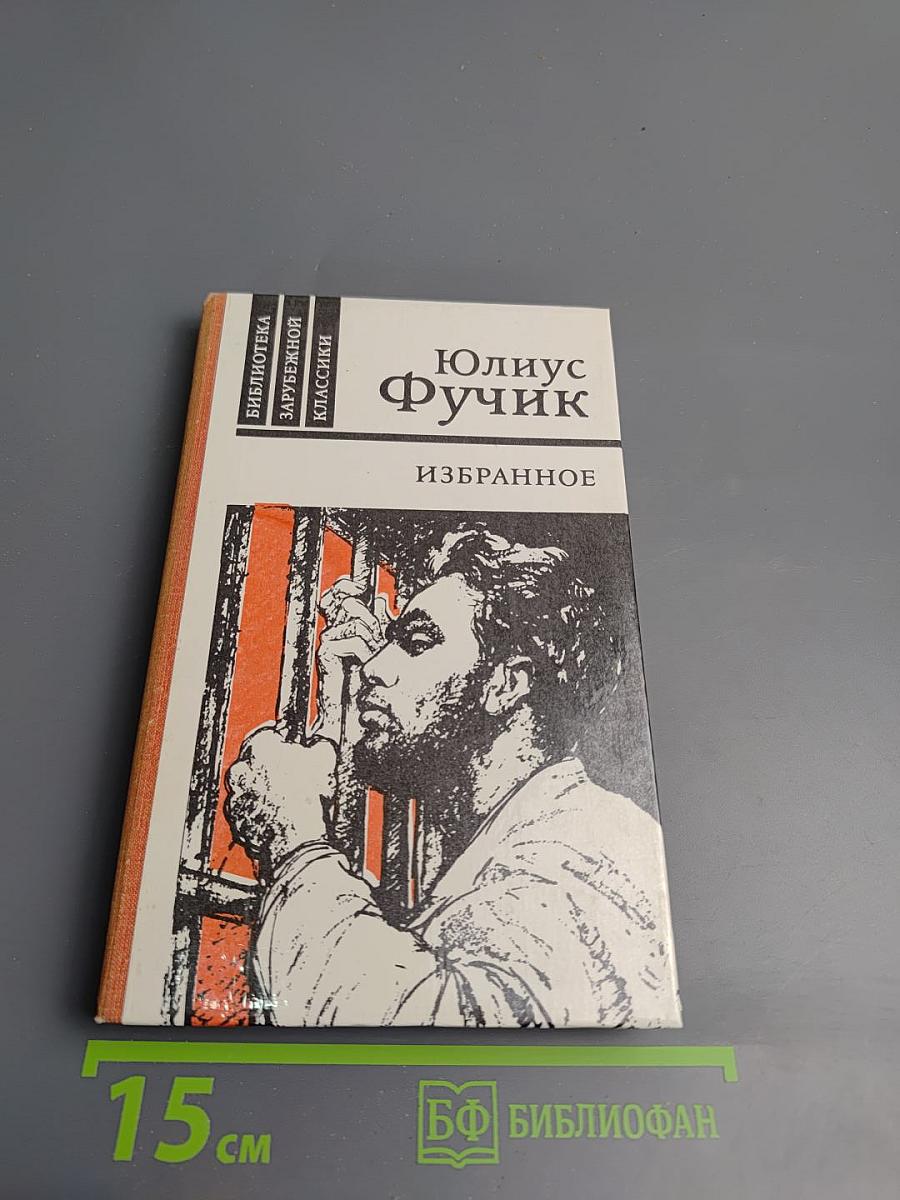 БИБЛИОТЕКА
ЗАРУБЕЖНОЙ
КЛАССИКИ
Юлиус
Фучик
ИЗБРАННОЕ
15 см
БФ БИБЛИОФАН